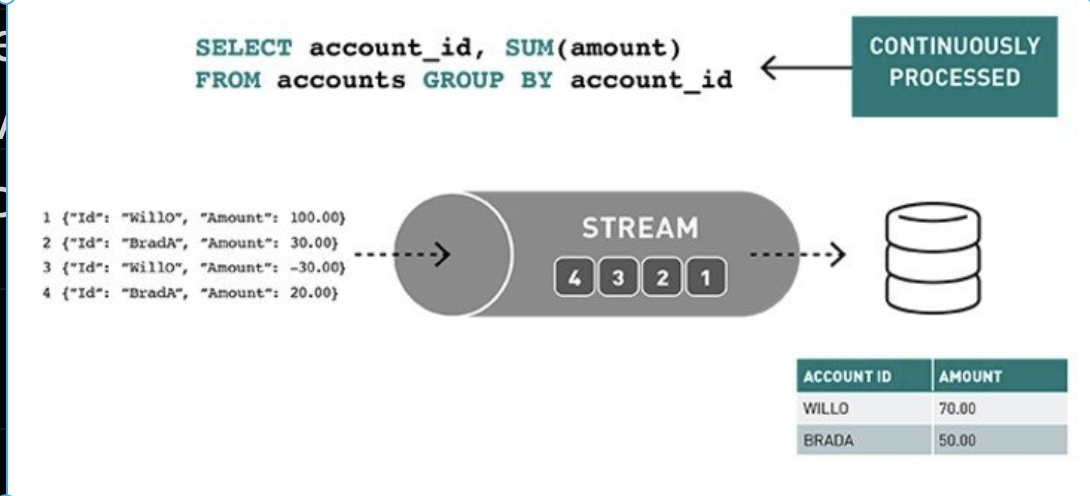 SELECT account_id, SUM(amount)
FROM accounts GROUP BY account_id
CONTINUOUSLY
PROCESSED
1 {"Id": "WillO", "Amount": 100.00}
2 {"Id": "BradA", "Amount": 30.00}
3 {"Id": "WillO", "Amount": -30.00}
4 {"Id": "BradA", "Amount": 20.00}
STREAM
4 3 2 1
ACCOUNT ID AMOUNT
WILLO 70.00
BRADA 50.00